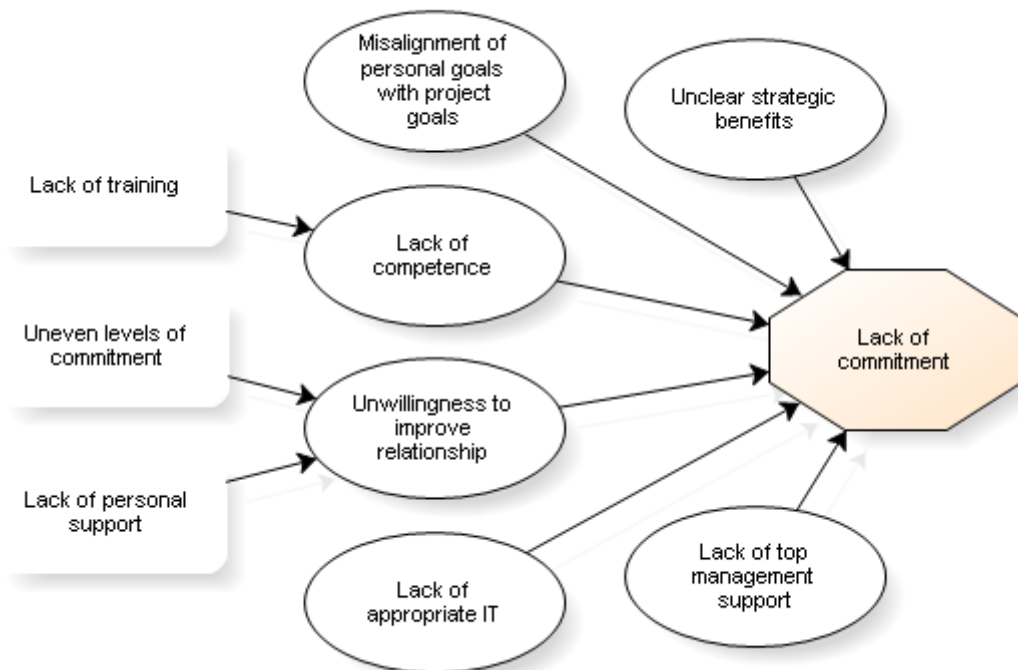 Misalignment of
personal goals
with project
goals
Unclear strategic
benefits
Lack of training
Lack of
competence
Uneven levels of
commitment
Lack of
commitment
Unwillingness to
improve
relationship
Lack of personal
support
Lack of
appropriate IT
Lack of top
management
support